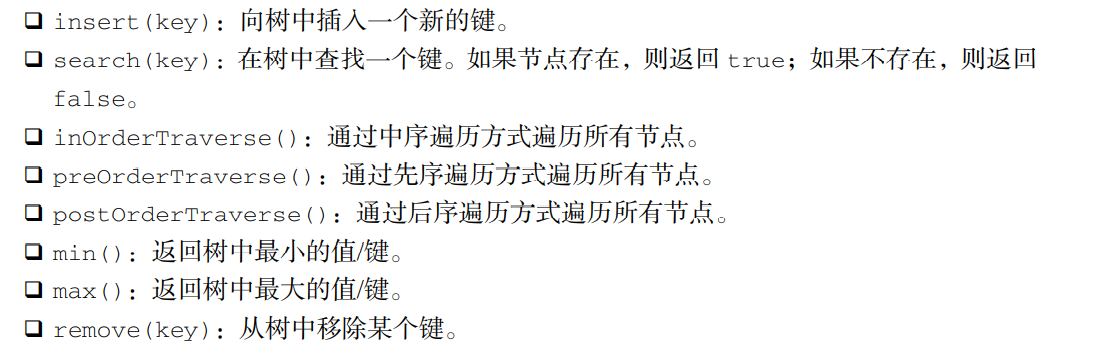 ❑ insert(key)：向树中插入一个新的键。
❑ search(key)：在树中查找一个键。如果节点存在，则返回 true；如果不存在，则返回
false。
❑ inOrderTraverse()：通过中序遍历方式遍历所有节点。
❑ preOrderTraverse()：通过先序遍历方式遍历所有节点。
❑ postOrderTraverse()：通过后序遍历方式遍历所有节点。
❑ min()：返回树中最小的值/键。
❑ max()：返回树中最大的值/键。
❑ remove(key)：从树中移除某个键。